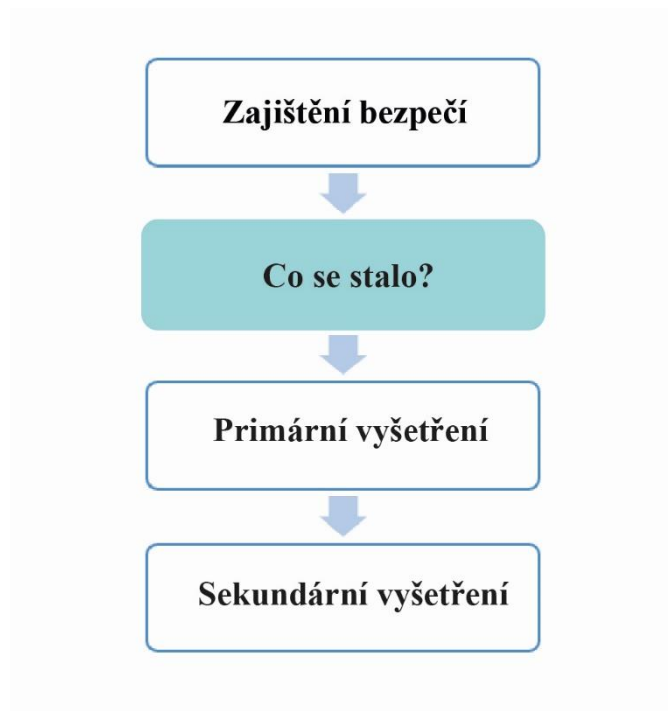 Zajištění bezpečí
Co se stalo?
Primární vyšetření
Sekundární vyšetření